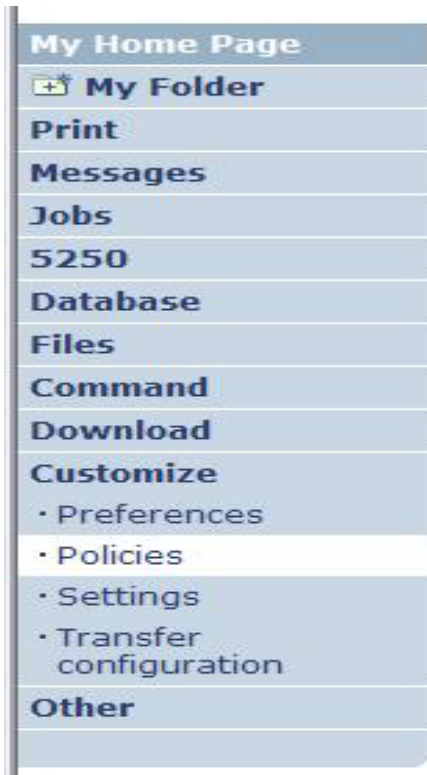 My Home Page
My Folder
Print
Messages
Jobs
5250
Database
Files
Command
Download
Customize
· Preferences
· Policies
· Settings
· Transfer
configuration
Other